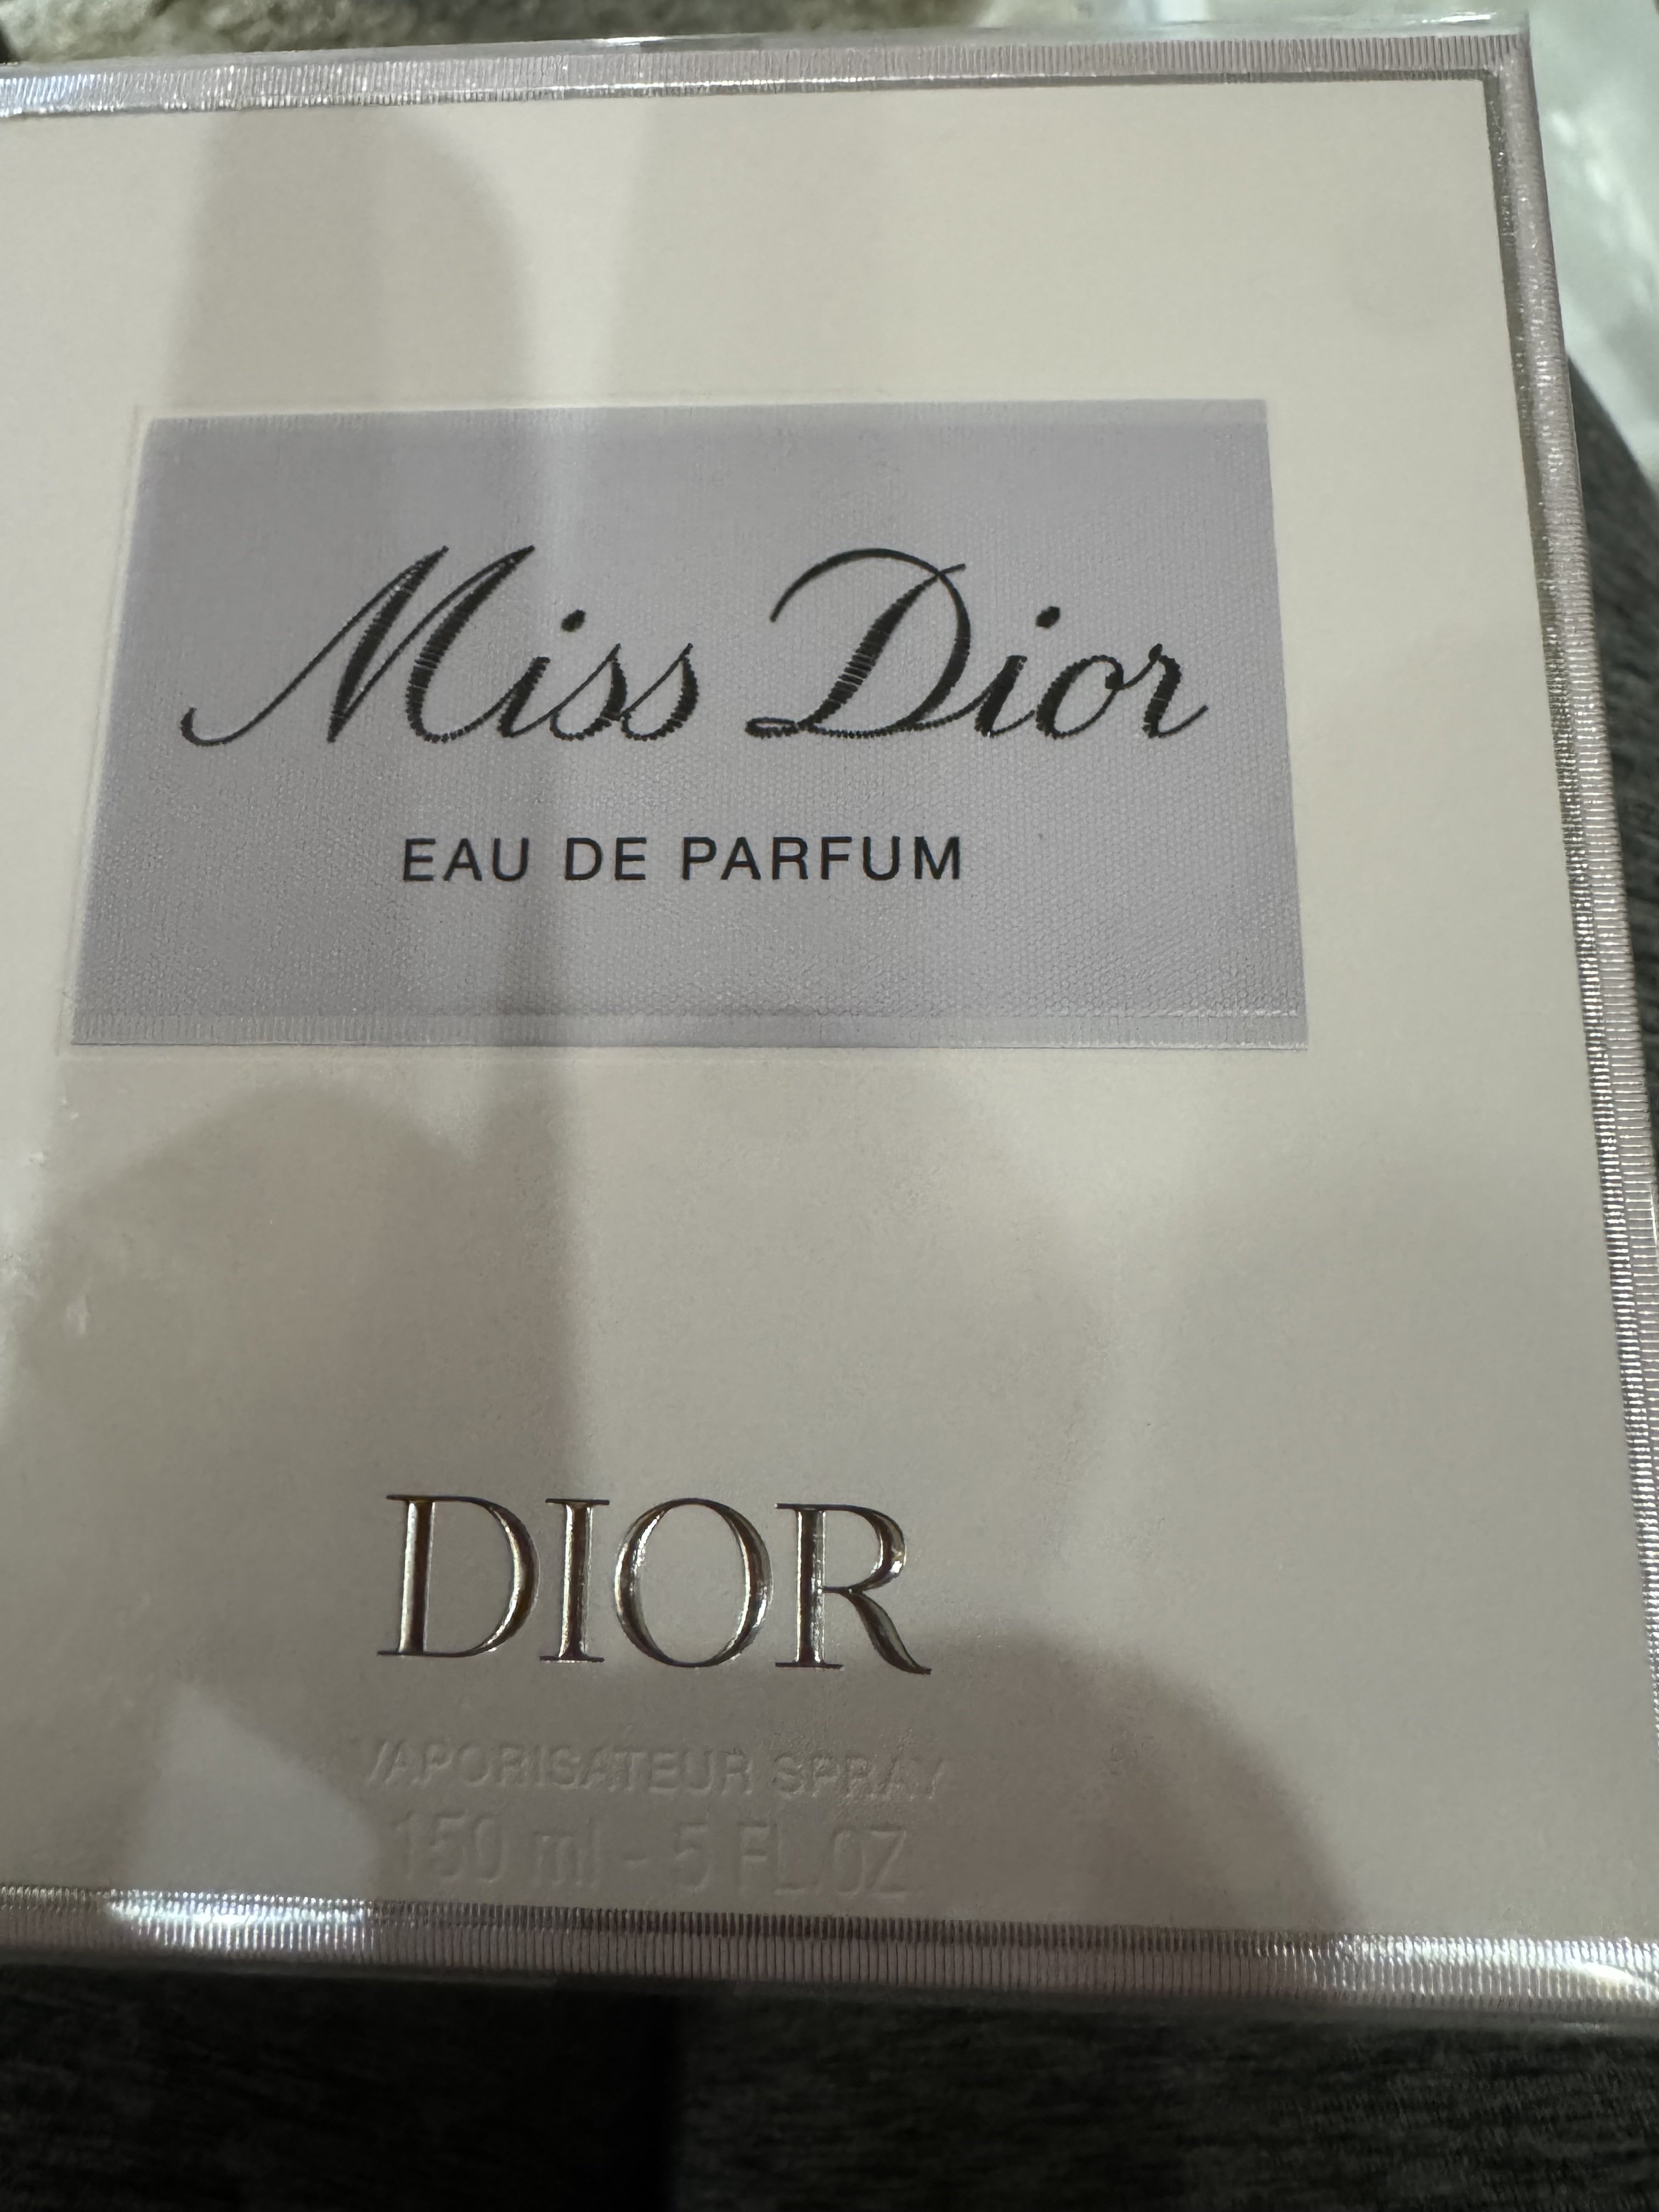 Miss Dior
EAU DE PARFUM
DIOR
VAPORISATEUR SPRAY
150 ml - 5 FL.OZ